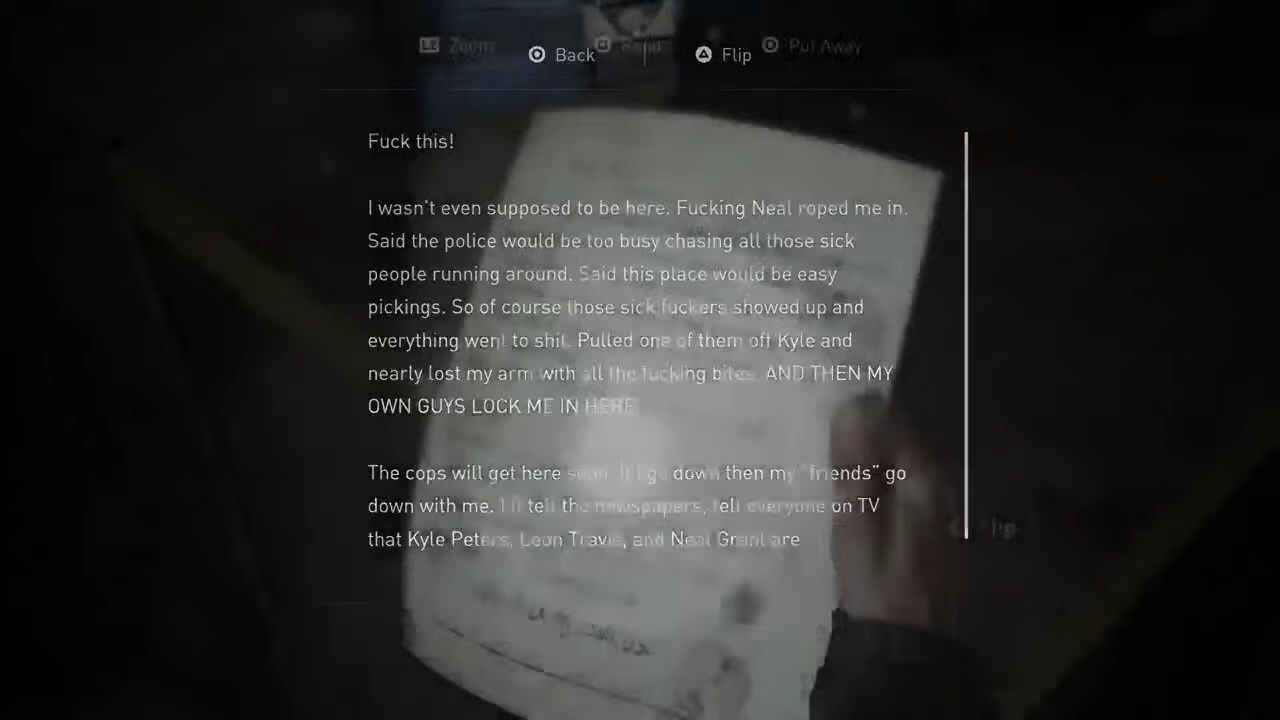 L2 Zoom Read Put Away
Back Flip
Fuck this!
I wasn't even supposed to be here. Fucking Neal roped me in.
Said the police would be too busy chasing all those sick
people running around. Said this place would be easy
pickings. So of course those sick fuckers showed up and
everything went to shit. Pulled one of them off Kyle and
nearly lost my arm with all the fucking bites. AND THEN MY
OWN GUYS LOCK ME IN HERE
The cops will get here soon. If I go down then my "friends" go
down with me. I'll tell the newspapers, tell everyone on TV
that Kyle Peters, Leon Travis, and Neal Grant are